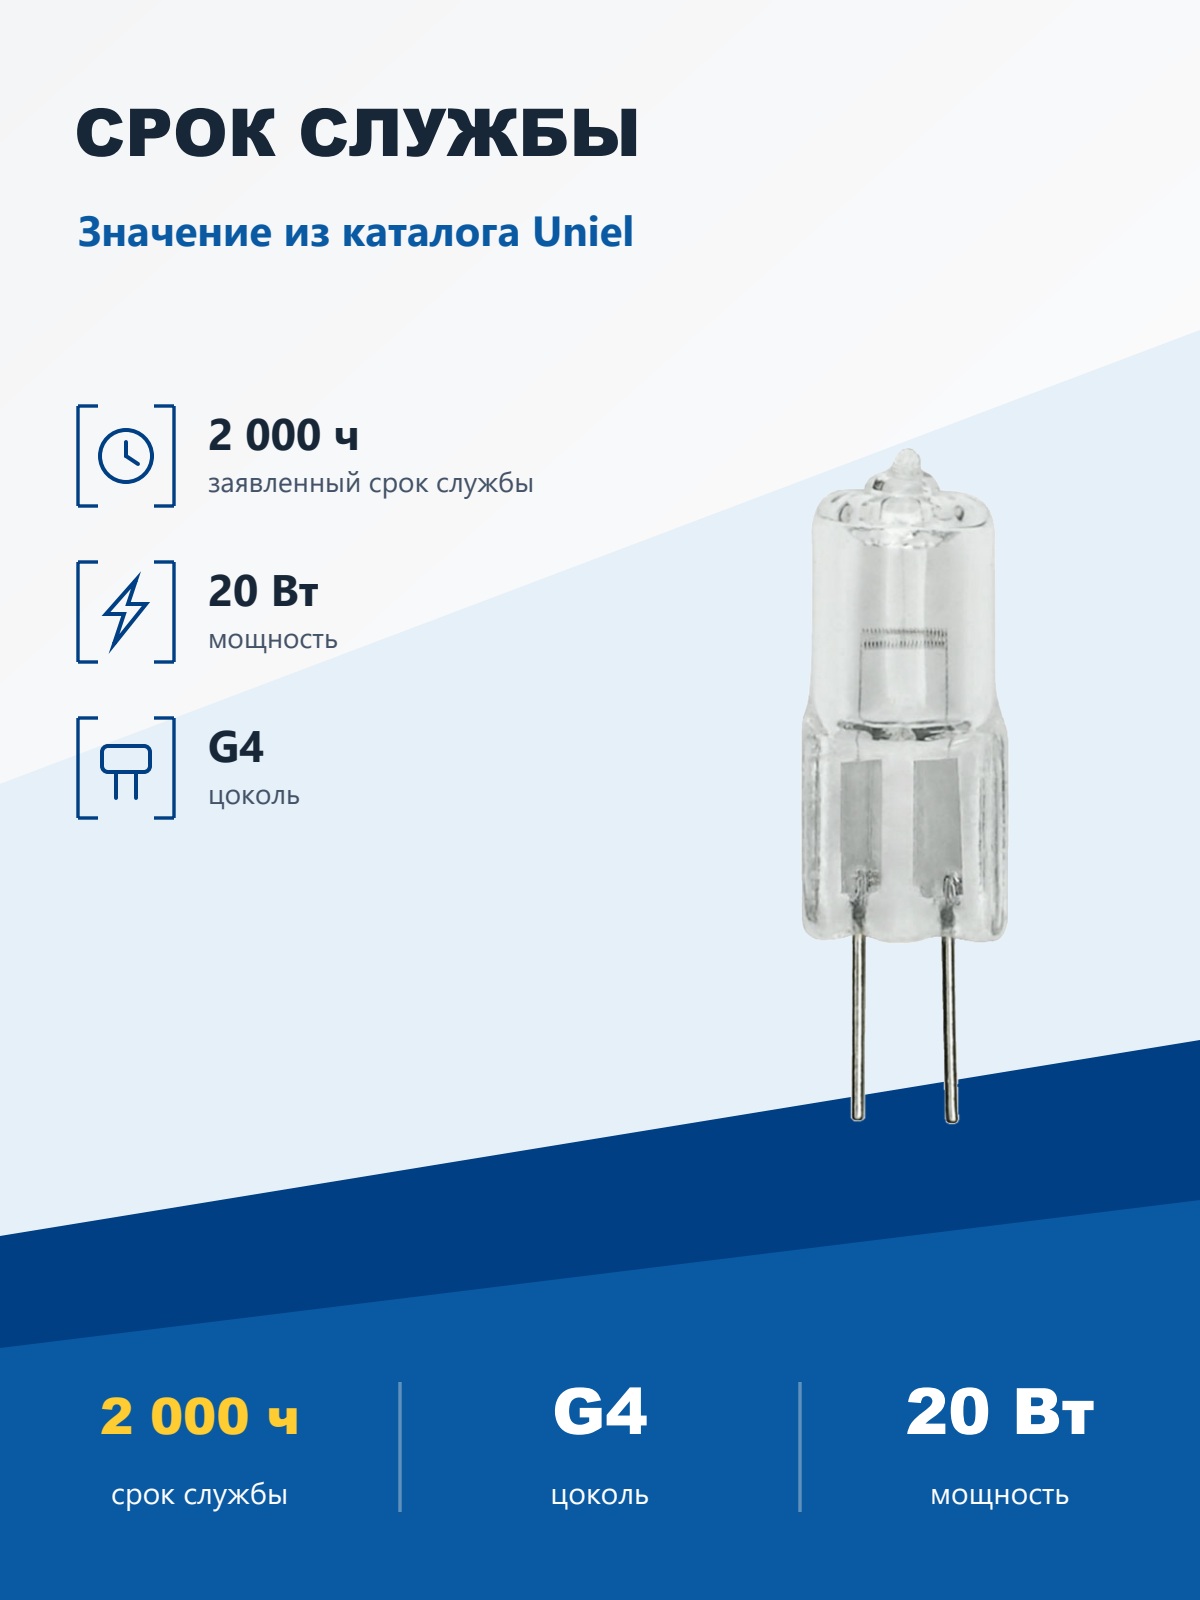 СРОК СЛУЖБЫ
Значение из каталога Uniel
2 000 ч
заявленный срок службы
20 Вт
мощность
G4
цоколь
2 000 ч
срок службы
G4
цоколь
20 Вт
мощность